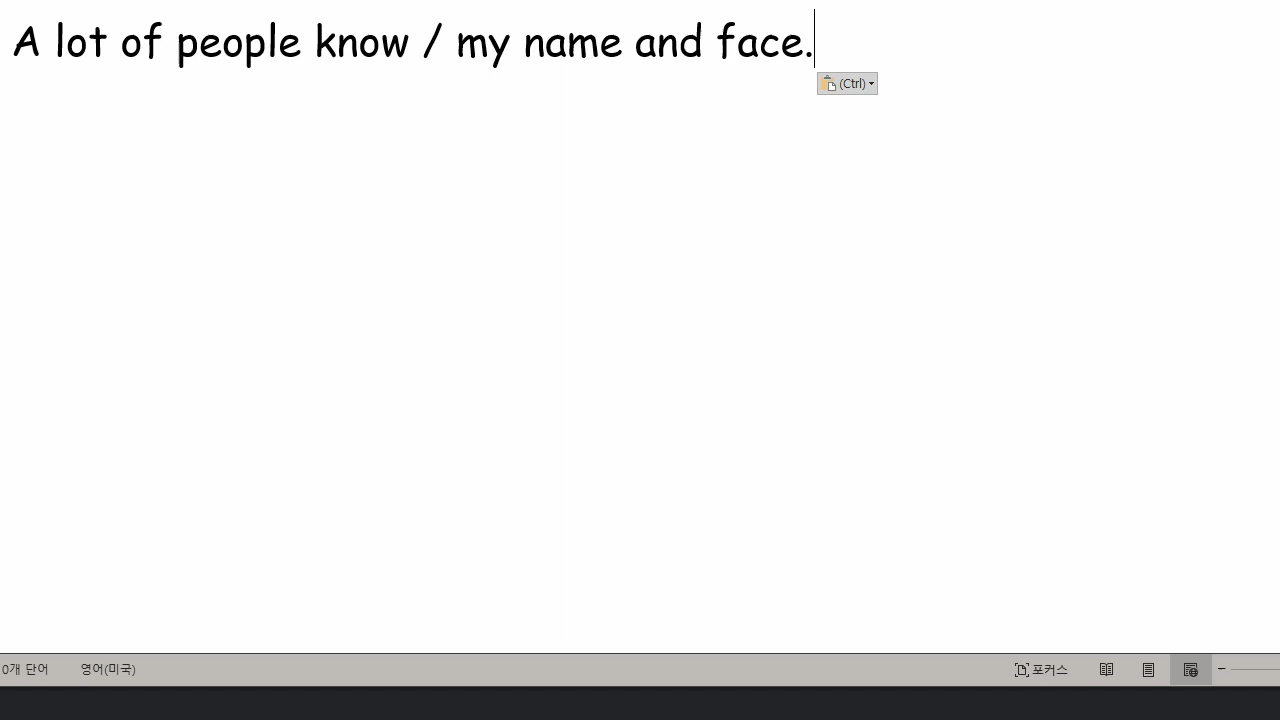 A lot of people know / my name and face.
(Ctrl)
0개 단어 영어(미국) 포커스